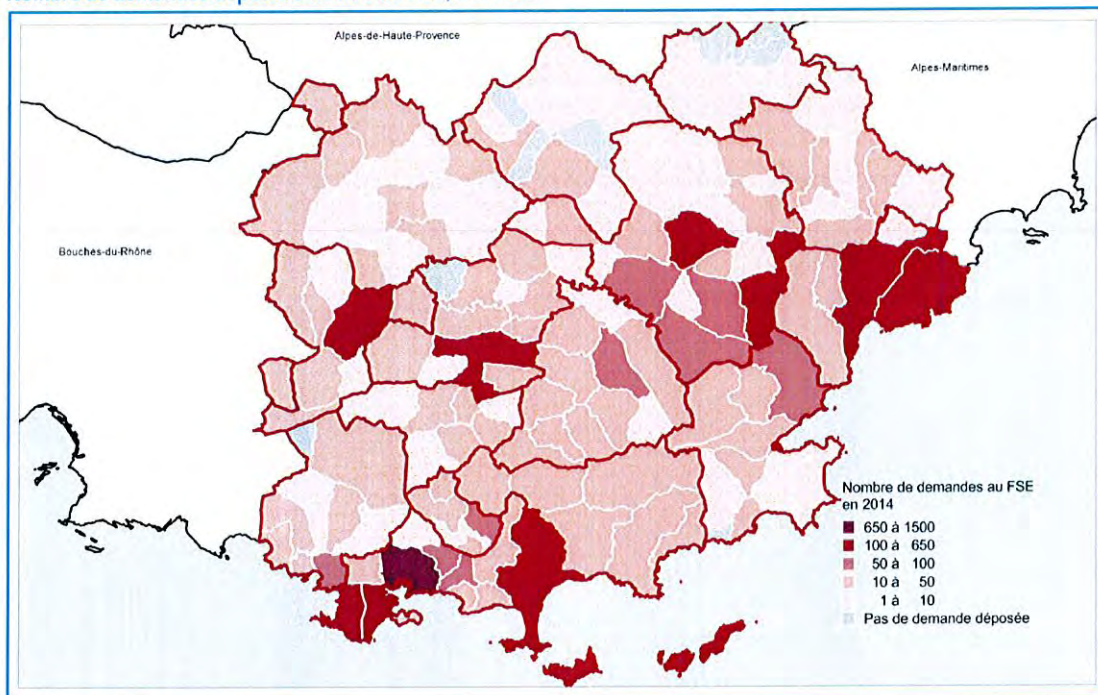 Alpes-de-Haute-Provence
Alpes-Maritimes
Bouches-du-Rhône
Nombre de demandes au FSE
en 2014
650 à 1500
100 à 650
50 à 100
10 à 50
1 à 10
Pas de demande déposée